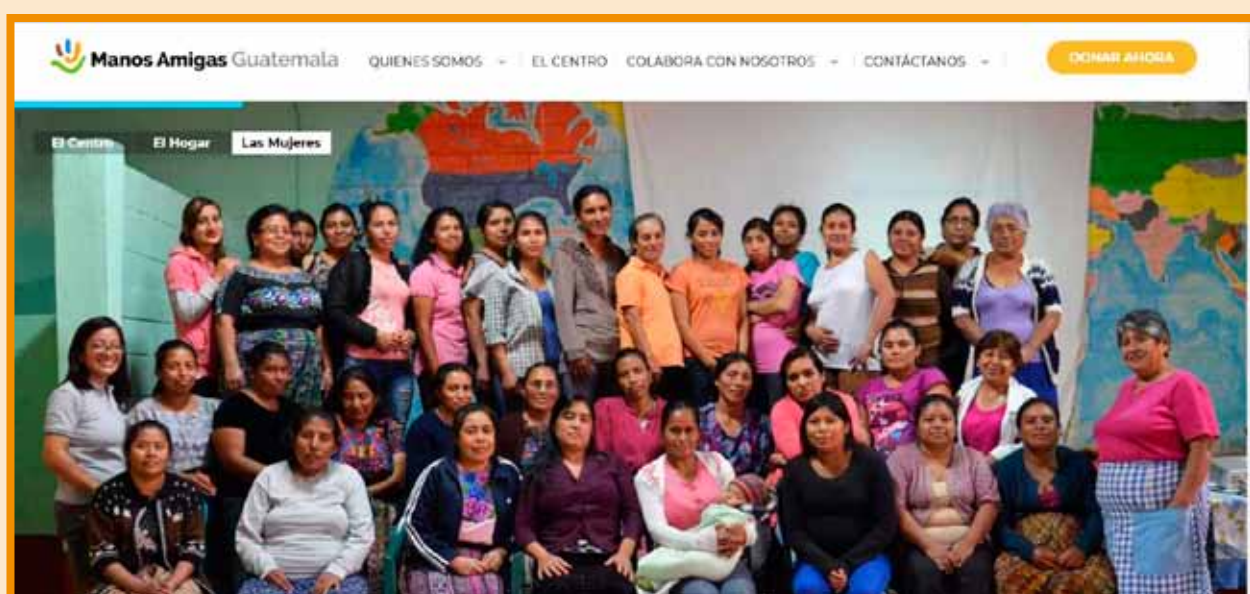 Manos Amigas Guatemala QUIENES SOMOS EL CENTRO COLABORA CON NOSOTROS CONTÁCTANOS DONAR AHORA
El Centro El Hogar Las Mujeres